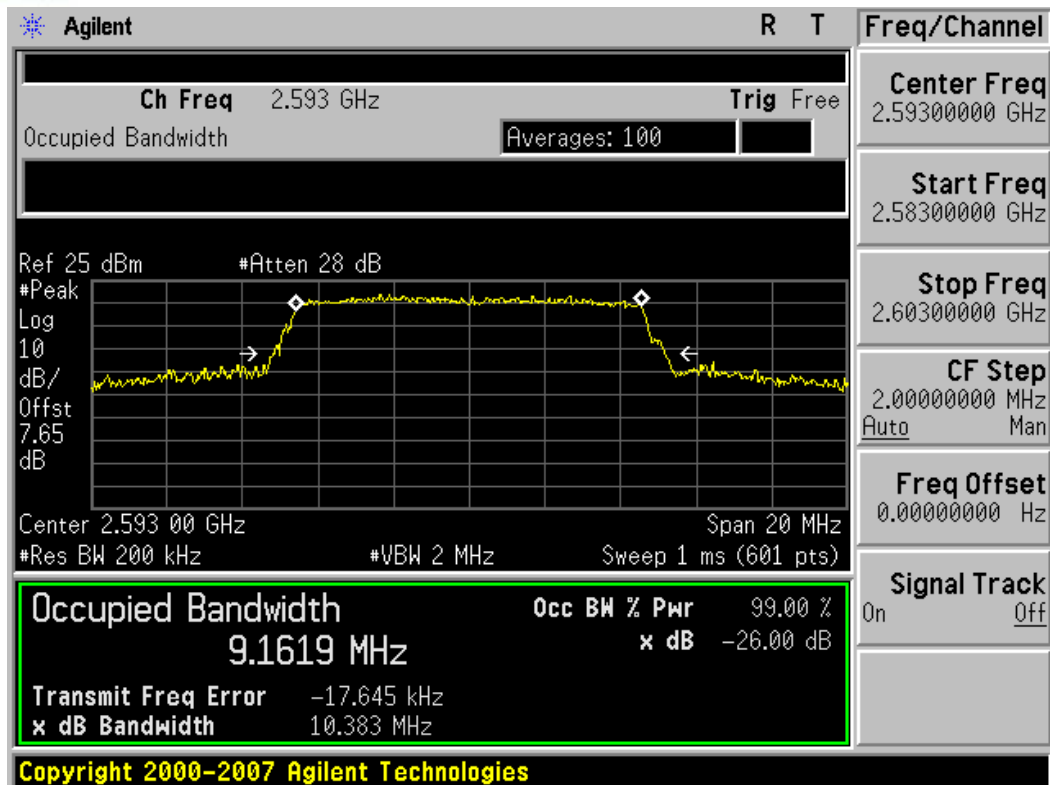 Agilent R T
Ch Freq 2.593 GHz Trig Free
Occupied Bandwidth Averages: 100
Ref 25 dBm #Atten 28 dB
#Peak
Log
10
dB/
Offst
7.65
dB
Center 2.593 00 GHz Span 20 MHz
#Res BW 200 kHz #VBW 2 MHz Sweep 1 ms (601 pts)
Occupied Bandwidth Occ BW % Pwr 99.00 %
9.1619 MHz x dB -26.00 dB
Transmit Freq Error -17.645 kHz
x dB Bandwidth 10.383 MHz
Copyright 2000-2007 Agilent Technologies
Freq/Channel
Center Freq
2.59300000 GHz
Start Freq
2.58300000 GHz
Stop Freq
2.60300000 GHz
CF Step
2.00000000 MHz
Auto Man
Freq Offset
0.00000000 Hz
Signal Track
On Off